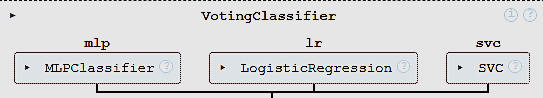 ▸ VotingClassifier i ?
mlp lr svc
▸ MLPClassifier ? ▸ LogisticRegression ? ▸ SVC ?